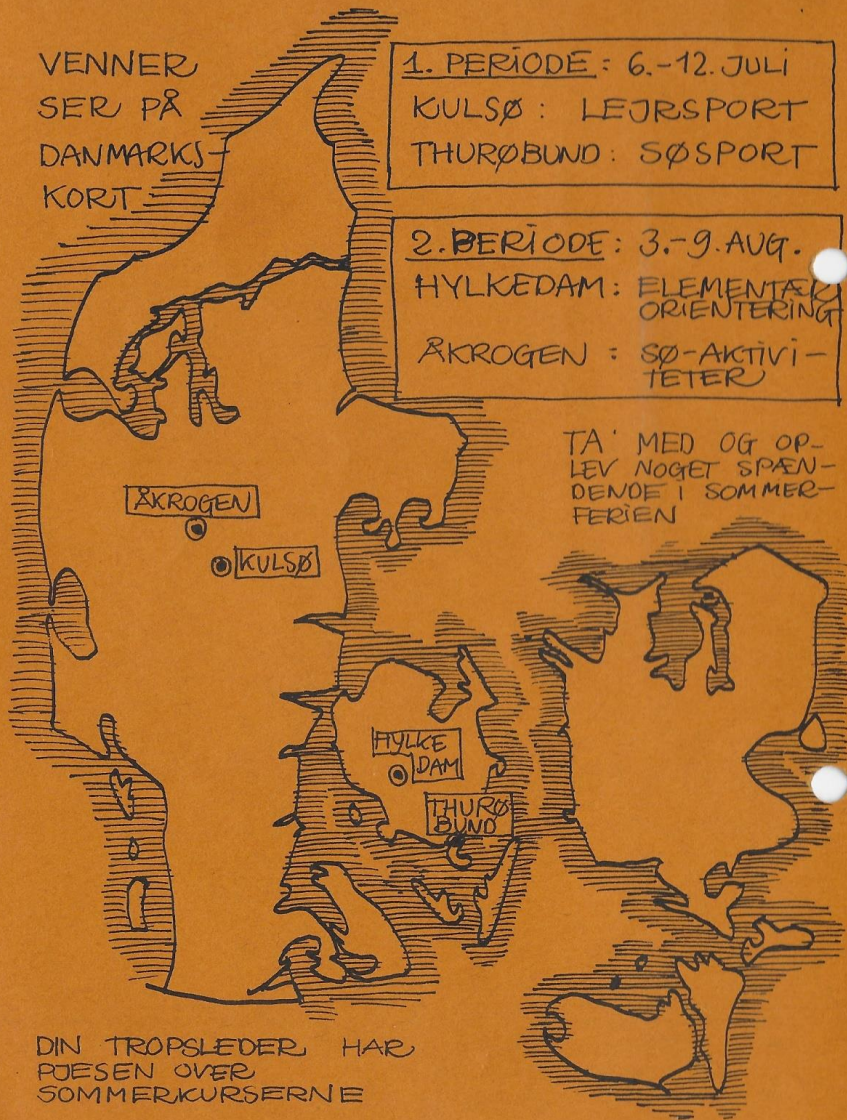 VENNER
SER PÅ
DANMARKS-
KORT
1. PERIODE: 6.-12. JULI
KULSØ: LEJRSPORT
THURØBUND: SØSPORT
2. PERIODE: 3.-9. AUG.
HYLKEDAM: ELEMENTÆR
ORIENTERING
ÅKROGEN: SØ-AKTIVI-
TETER
TA' MED OG OP-
LEV NOGET SPÆN-
DENDE I SOMMER-
FERIEN
ÅKROGEN
KULSØ
HYLKE
DAM
THURØ
BUND
DIN TROPSLEDER HAR
PJESEN OVER
SOMMERKURSERNE